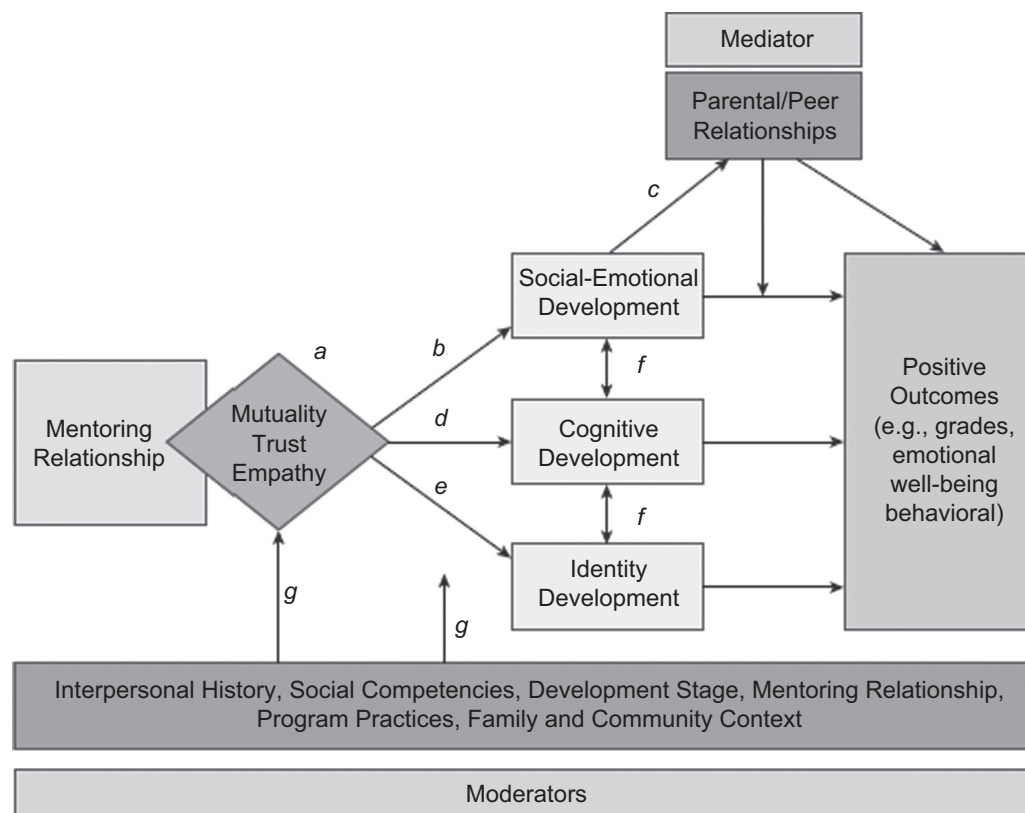 Mediator
Parental/Peer
Relationships
c
Social-Emotional
Development
a
b
f
Mentoring
Relationship
Mutuality
Trust
Empathy
d
Cognitive
Development
Positive
Outcomes
(e.g., grades,
emotional
well-being
behavioral)
e
f
Identity
Development
g
g
Interpersonal History, Social Competencies, Development Stage, Mentoring Relationship,
Program Practices, Family and Community Context
Moderators